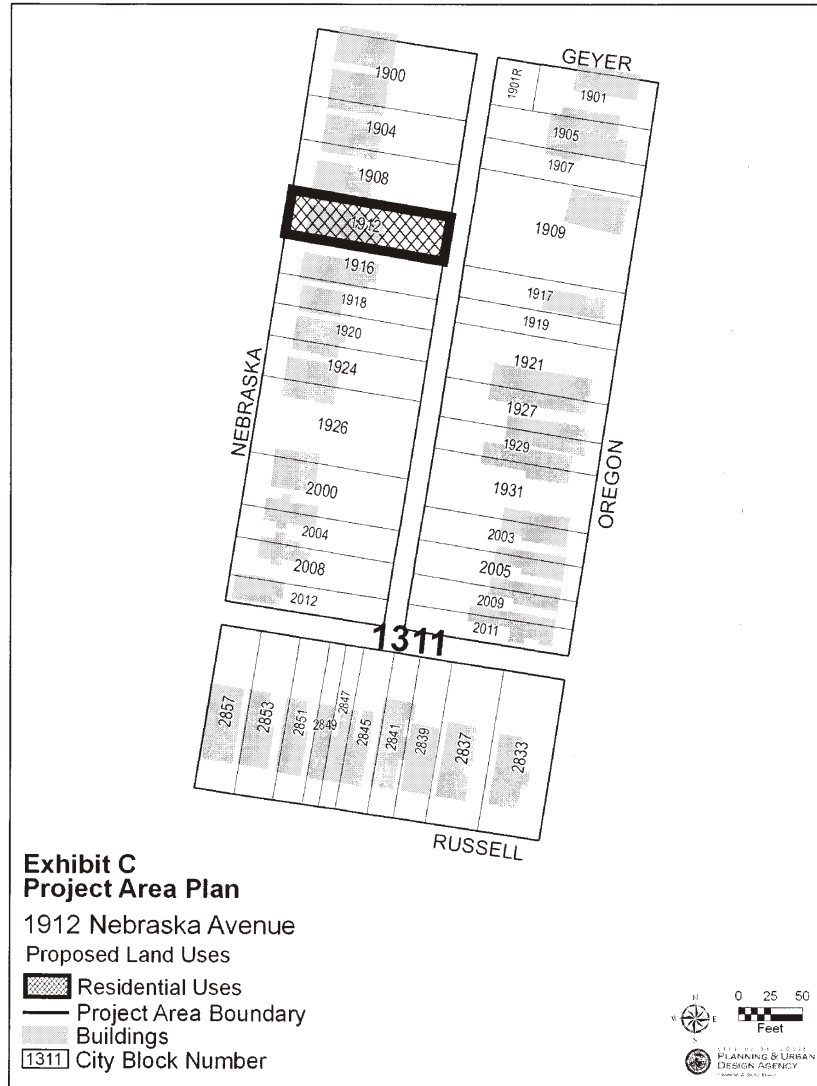 GEYER
1900
1901R
1901
1904
1905
1907
1908
1912
1909
1916
1917
1918
1919
1920
1921
1924
1927
NEBRASKA
1926
1929
OREGON
2000
1931
2004
2003
2008
2005
2012
2009
2011
1311
2857
2853
2851
2849
2847
2845
2841
2839
2837
2833
RUSSELL
Exhibit C
Project Area Plan
1912 Nebraska Avenue
Proposed Land Uses
Residential Uses
Project Area Boundary
Buildings
1311 City Block Number
N
W E
S
0 25 50
Feet
PLANNING & URBAN
DESIGN AGENCY